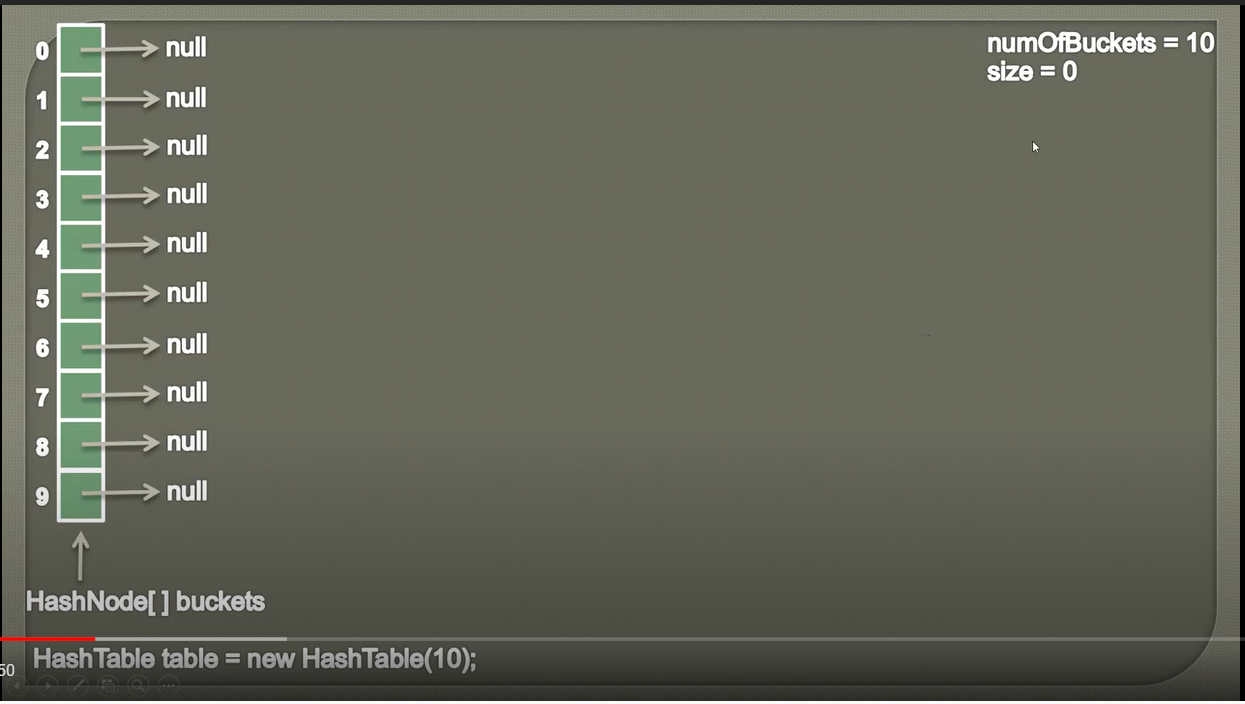 0 null
1 null
2 null
3 null
4 null
5 null
6 null
7 null
8 null
9 null
numOfBuckets = 10
size = 0
HashNode[ ] buckets
HashTable table = new HashTable(10);
50